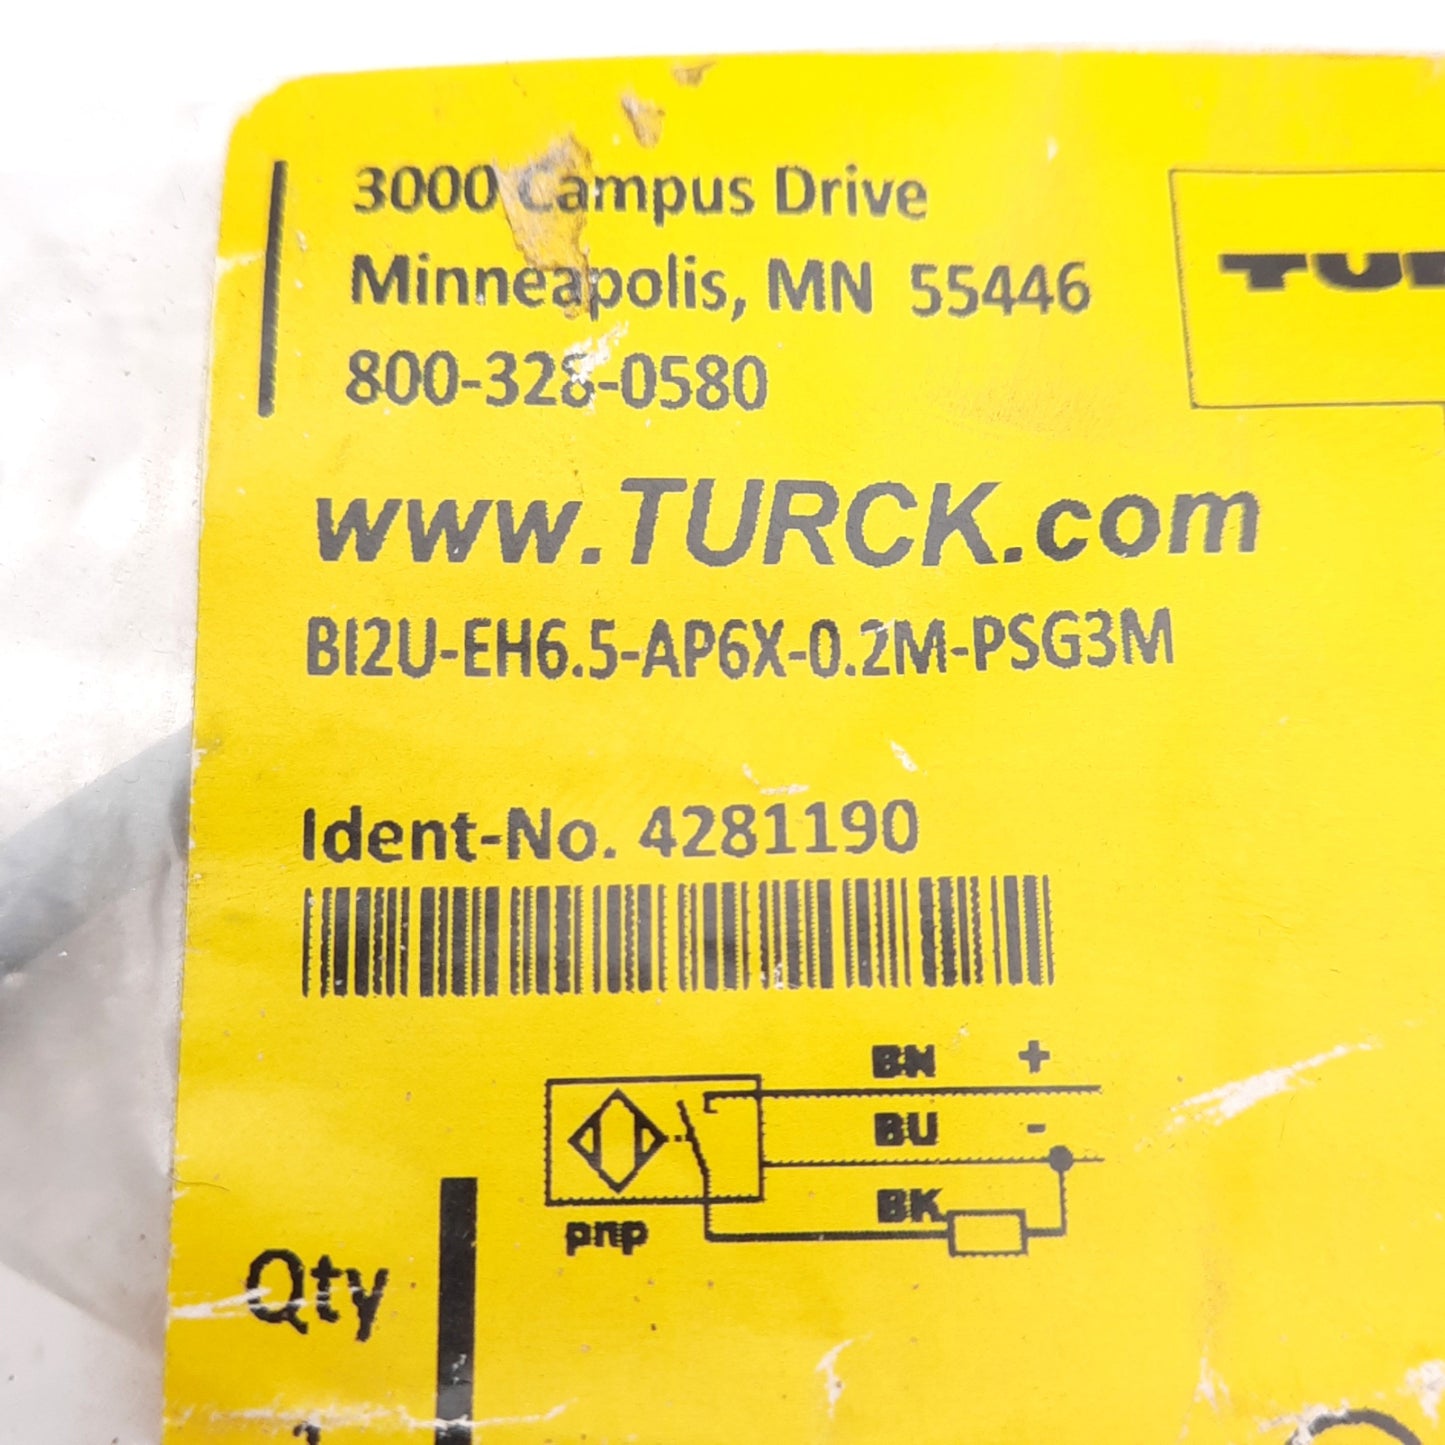 3000 Campus Drive
Minneapolis, MN 55446
800-328-0580
www.TURCK.com
BI2U-EH6.5-AP6X-0.2M-PSG3M
Ident-No. 4281190
BN +
BU -
BK
pnp
Qty